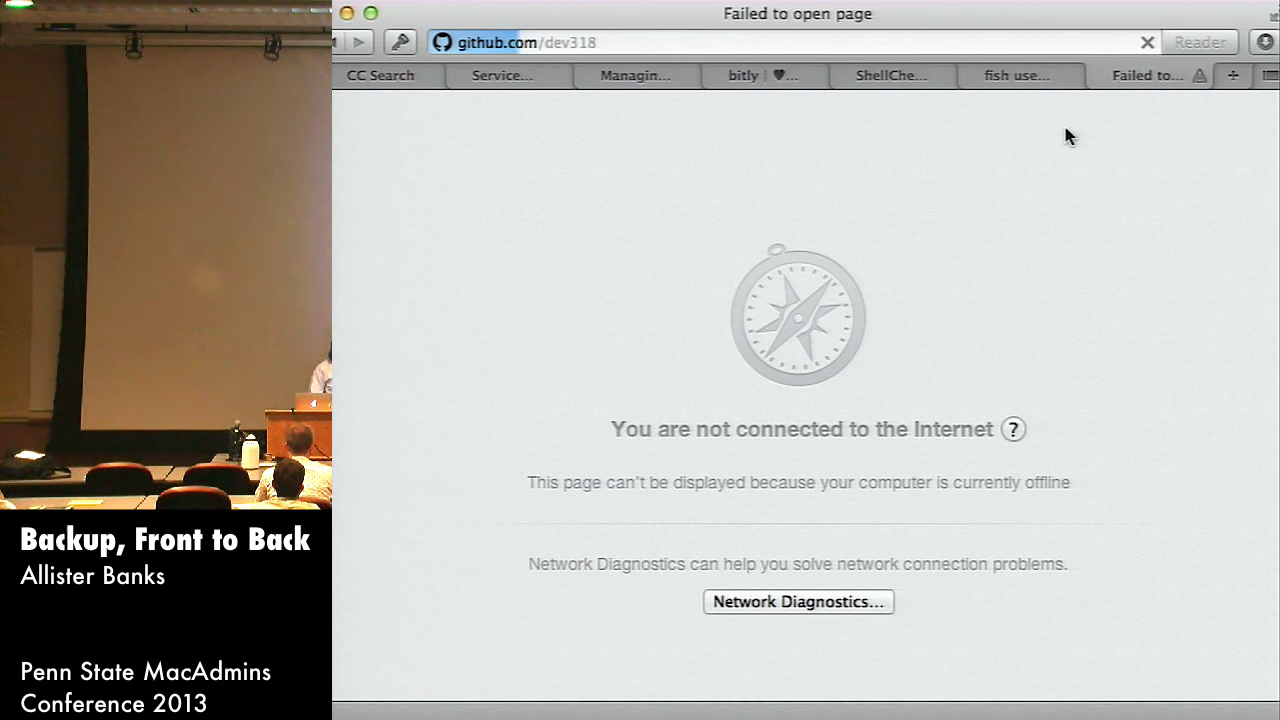 Failed to open page
github.com/dev318
Reader
CC Search
Service...
Managin...
bitly | ♥...
ShellChe...
fish use...
Failed to...
You are not connected to the Internet ?
This page can't be displayed because your computer is currently offline
Network Diagnostics can help you solve network connection problems.
Network Diagnostics...
Backup, Front to Back
Allister Banks
Penn State MacAdmins
Conference 2013